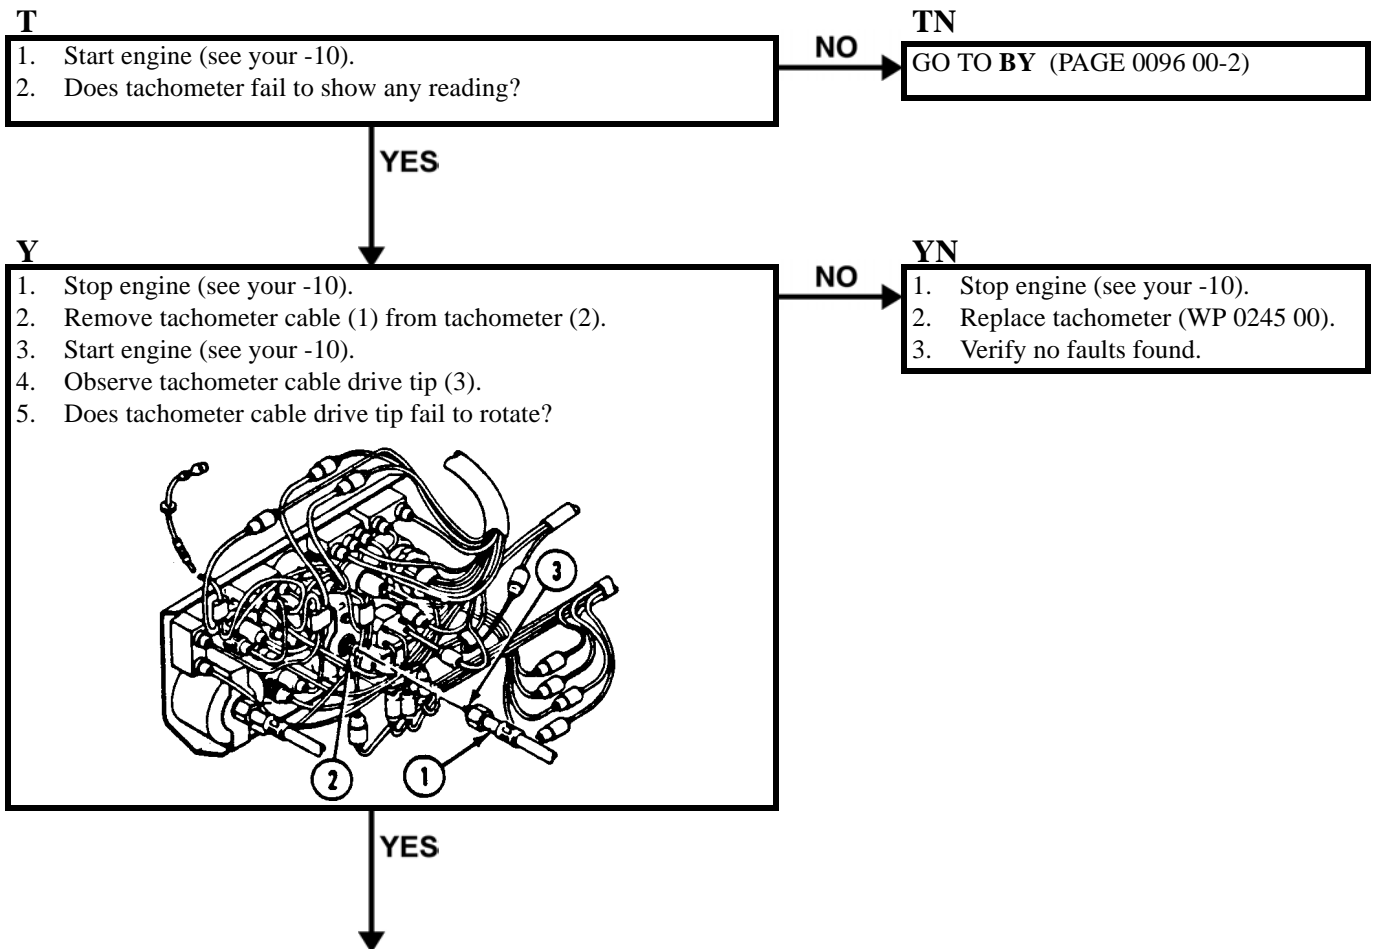 T
1. Start engine (see your -10).
2. Does tachometer fail to show any reading?
NO
TN
GO TO BY (PAGE 0096 00-2)
YES
Y
1. Stop engine (see your -10).
2. Remove tachometer cable (1) from tachometer (2).
3. Start engine (see your -10).
4. Observe tachometer cable drive tip (3).
5. Does tachometer cable drive tip fail to rotate?
3
2
1
NO
YN
1. Stop engine (see your -10).
2. Replace tachometer (WP 0245 00).
3. Verify no faults found.
YES